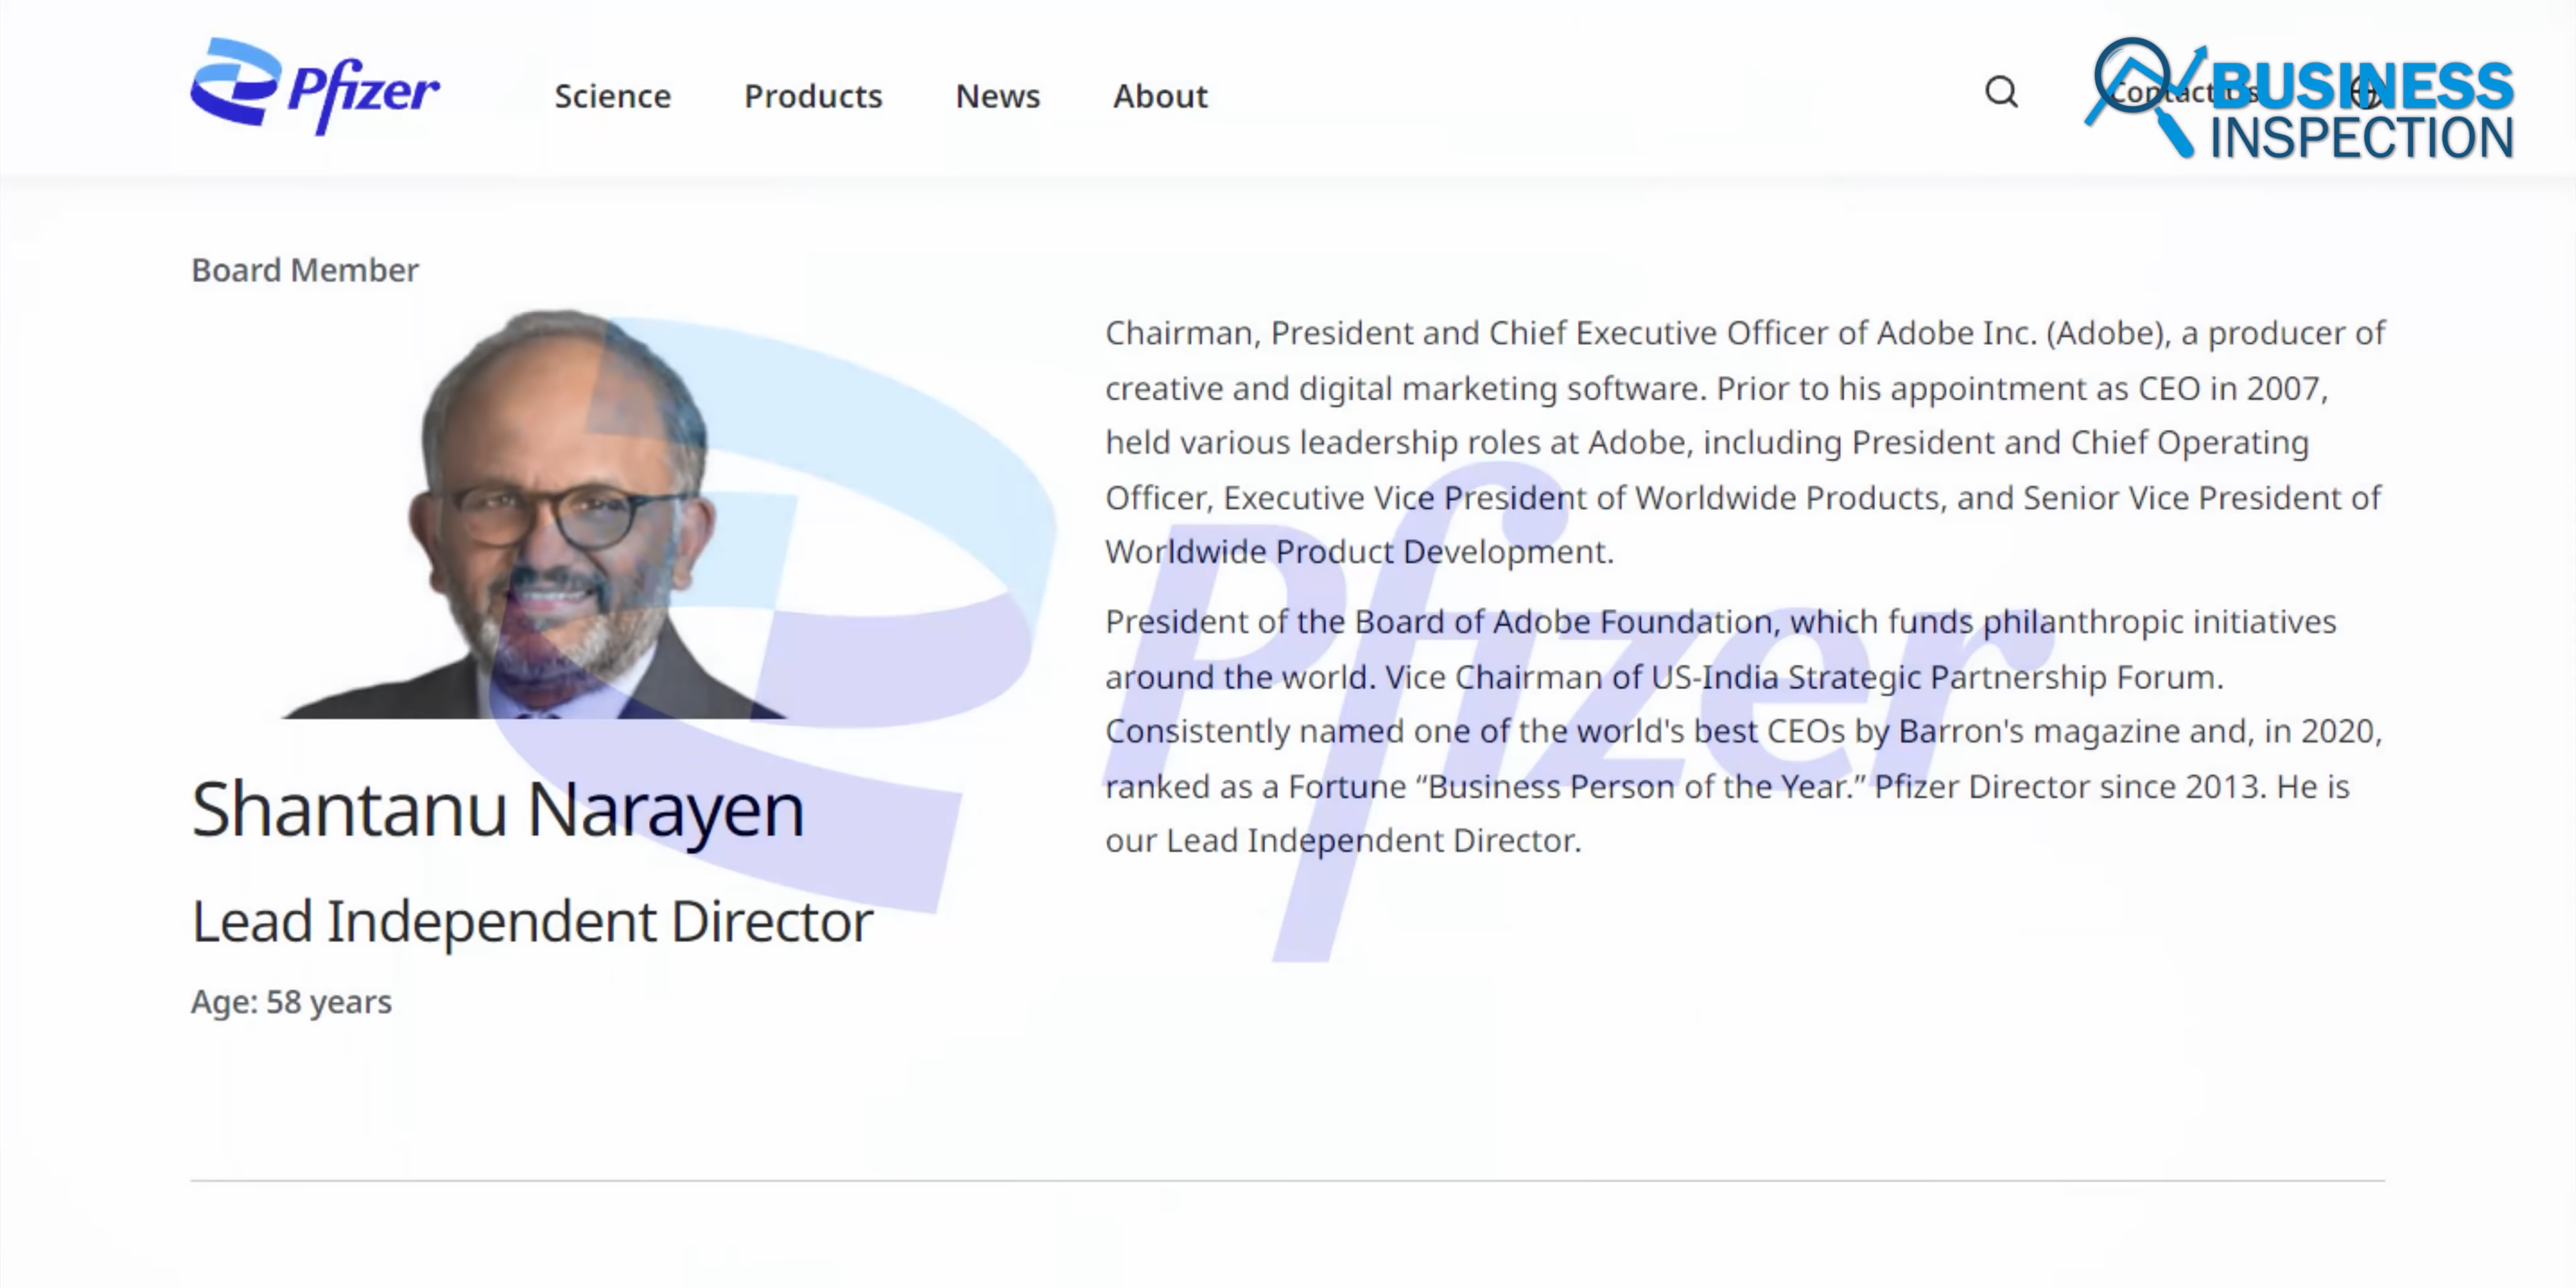 Pfizer
Science
Products
News
About
Contact Us
BUSINESS
INSPECTION
Board Member
Shantanu Narayen
Lead Independent Director
Age: 58 years
Chairman, President and Chief Executive Officer of Adobe Inc. (Adobe), a producer of
creative and digital marketing software. Prior to his appointment as CEO in 2007,
held various leadership roles at Adobe, including President and Chief Operating
Officer, Executive Vice President of Worldwide Products, and Senior Vice President of
Worldwide Product Development.
President of the Board of Adobe Foundation, which funds philanthropic initiatives
around the world. Vice Chairman of US-India Strategic Partnership Forum.
Consistently named one of the world's best CEOs by Barron's magazine and, in 2020,
ranked as a Fortune “Business Person of the Year.” Pfizer Director since 2013. He is
our Lead Independent Director.
Pfizer